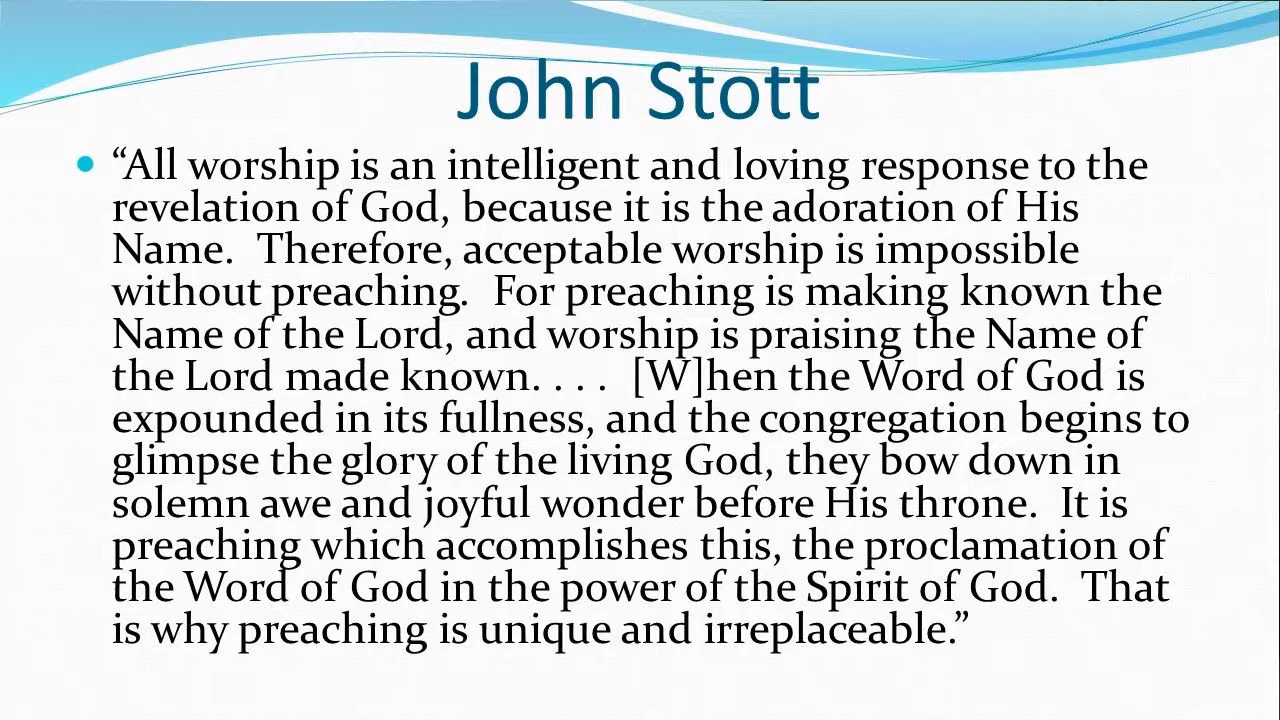 John Stott
• “All worship is an intelligent and loving response to the
revelation of God, because it is the adoration of His
Name.  Therefore, acceptable worship is impossible
without preaching.  For preaching is making known the
Name of the Lord, and worship is praising the Name of
the Lord made known. . . .  [W]hen the Word of God is
expounded in its fullness, and the congregation begins to
glimpse the glory of the living God, they bow down in
solemn awe and joyful wonder before His throne.  It is
preaching which accomplishes this, the proclamation of
the Word of God in the power of the Spirit of God.  That
is why preaching is unique and irreplaceable.”